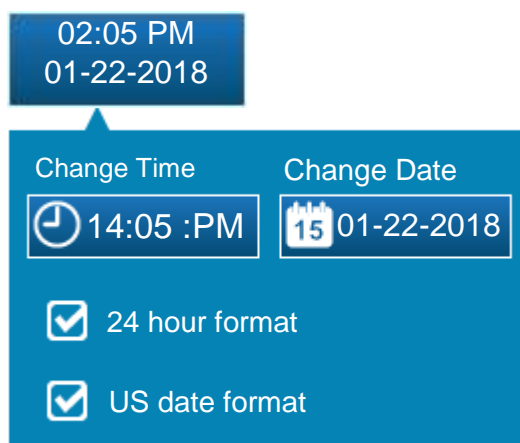 02:05 PM
01-22-2018
Change Time
Change Date
14:05 :PM
15
01-22-2018
24 hour format
US date format